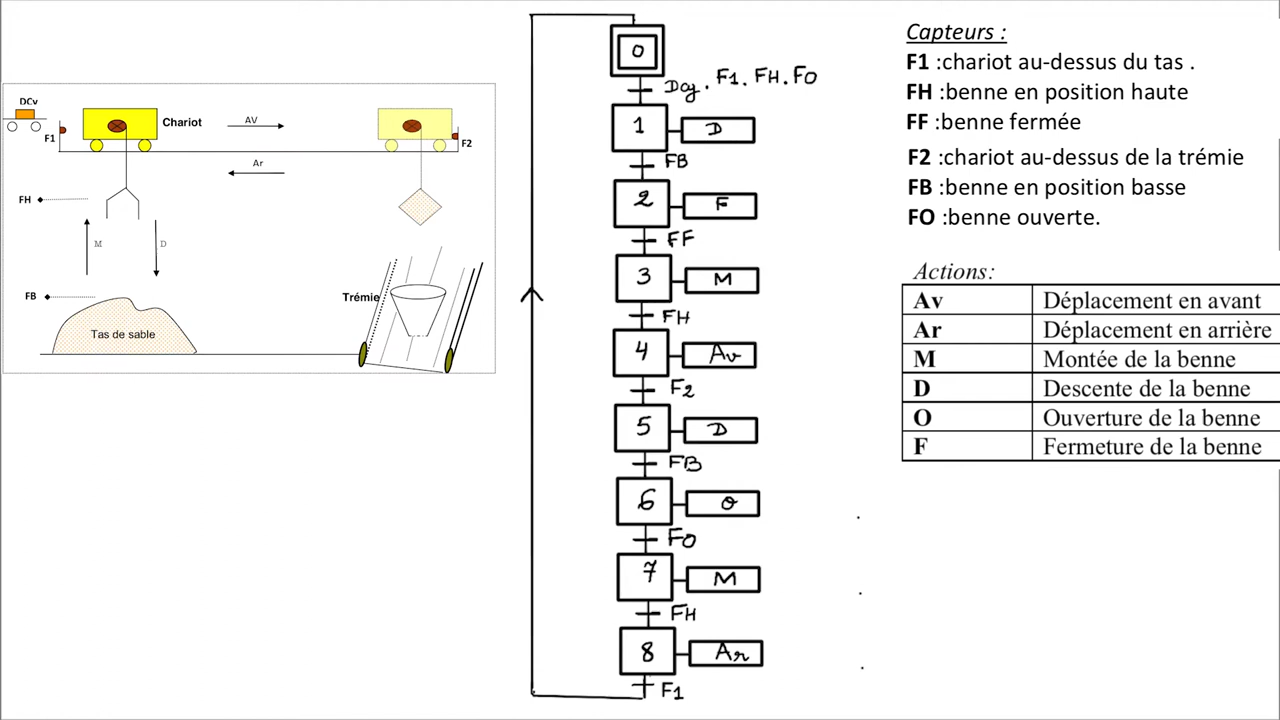 DCy
F1
Chariot
AV
F2
Ar
FH
M
D
FB
Tas de sable
Trémie
0
Dcy . F1 . FH . FO
1 D
FB
2 F
FF
3 M
FH
4 Av
F2
5 D
FB
6 O
FO
7 M
FH
8 Ar
F1
Capteurs :
F1 :chariot au-dessus du tas .
FH :benne en position haute
FF :benne fermée
F2 :chariot au-dessus de la trémie
FB :benne en position basse
FO :benne ouverte.
Actions:
Av Déplacement en avant
Ar Déplacement en arrière
M Montée de la benne
D Descente de la benne
O Ouverture de la benne
F Fermeture de la benne